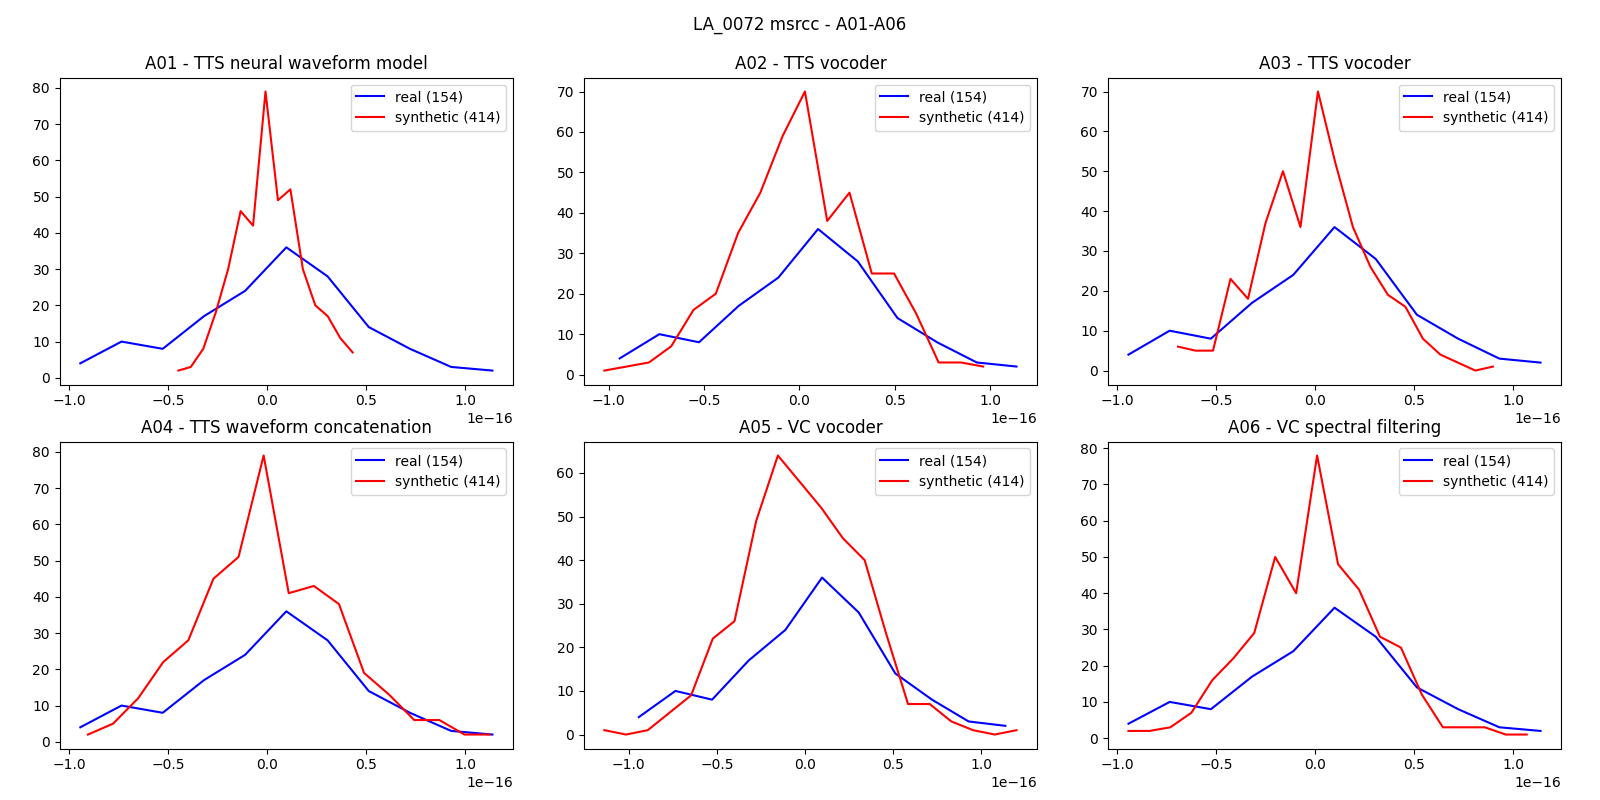 LA_0072 msrcc - A01-A06
A01 - TTS neural waveform model
80
70
60
50
40
30
20
10
0
real (154)
synthetic (414)
−1.0 −0.5 0.0 0.5 1.0
1e−16
A02 - TTS vocoder
70
60
50
40
30
20
10
0
real (154)
synthetic (414)
−1.0 −0.5 0.0 0.5 1.0
1e−16
A03 - TTS vocoder
70
60
50
40
30
20
10
0
real (154)
synthetic (414)
−1.0 −0.5 0.0 0.5 1.0
1e−16
A04 - TTS waveform concatenation
80
70
60
50
40
30
20
10
0
real (154)
synthetic (414)
−1.0 −0.5 0.0 0.5 1.0
1e−16
A05 - VC vocoder
60
50
40
30
20
10
0
real (154)
synthetic (414)
−1.0 −0.5 0.0 0.5 1.0
1e−16
A06 - VC spectral filtering
80
70
60
50
40
30
20
10
0
real (154)
synthetic (414)
−1.0 −0.5 0.0 0.5 1.0
1e−16